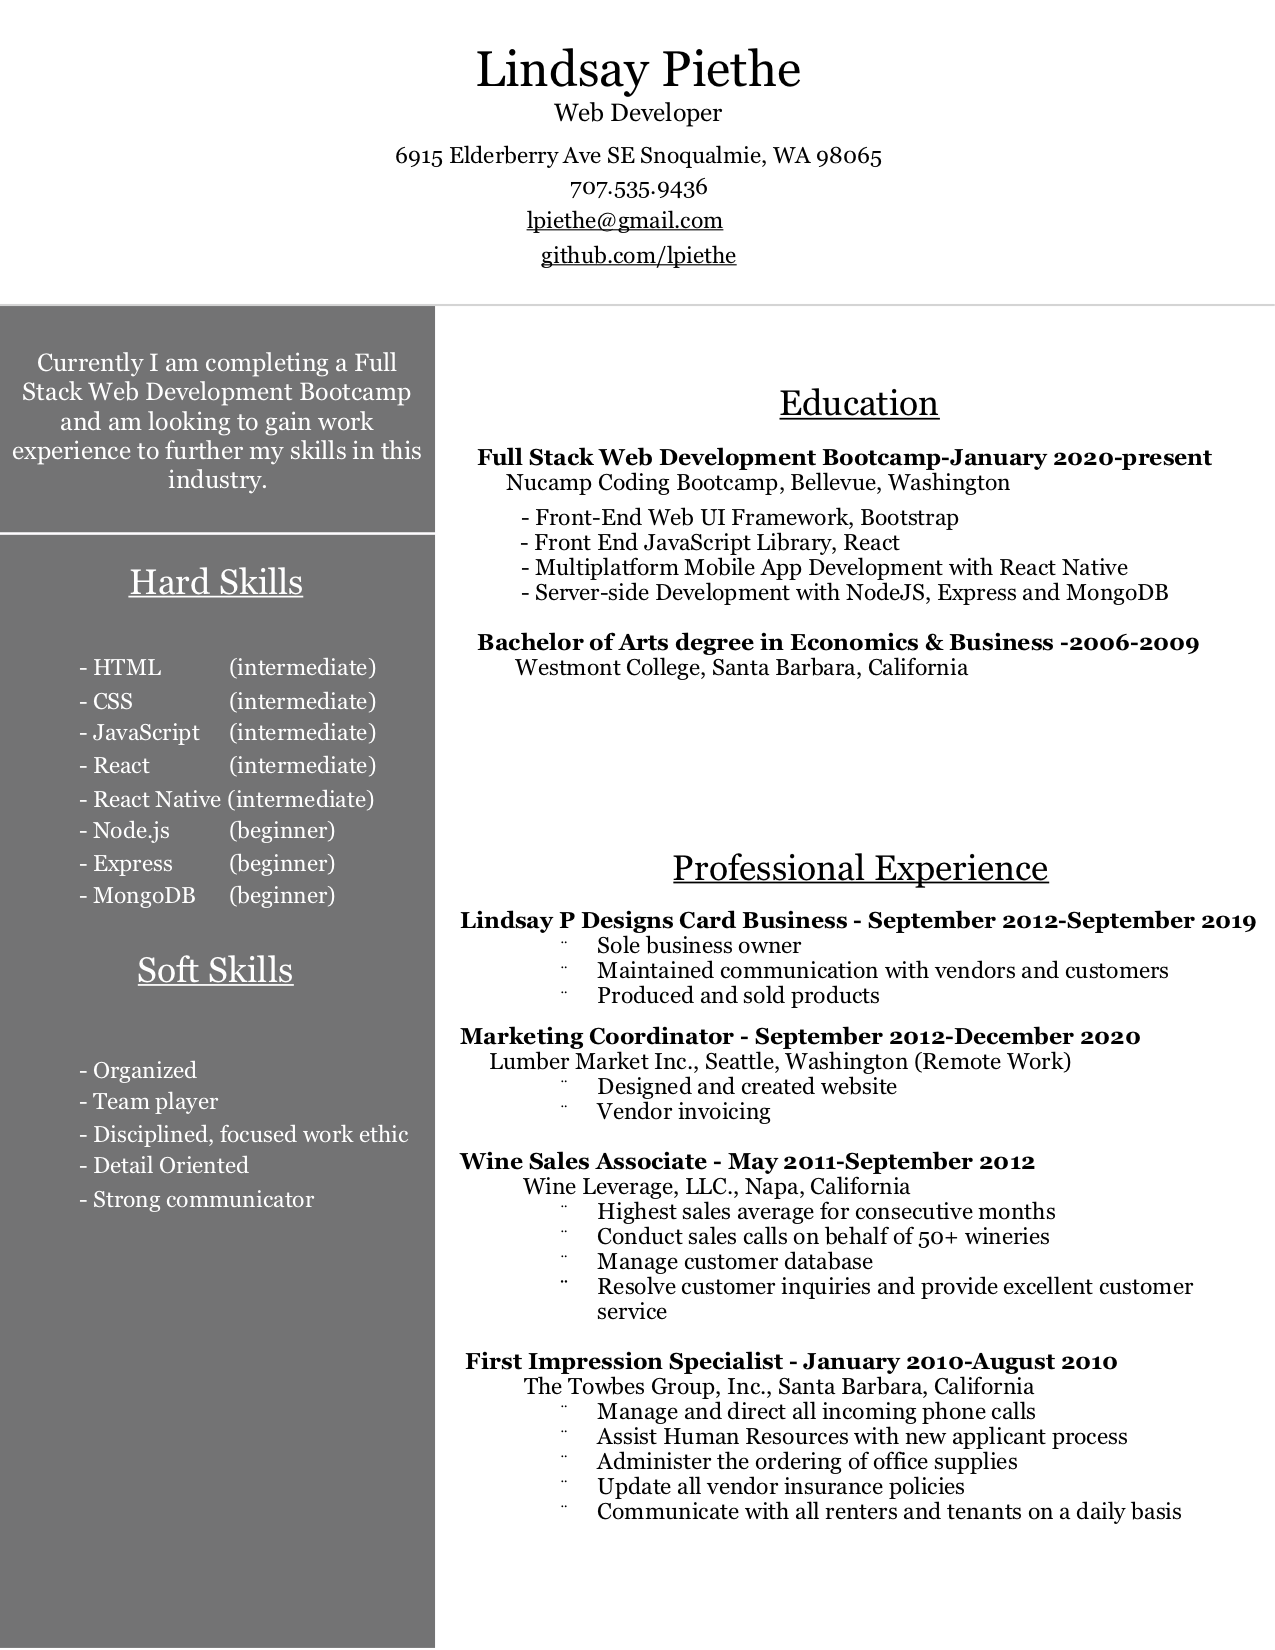 Lindsay Piethe
Web Developer
6915 Elderberry Ave SE Snoqualmie, WA 98065
707.535.9436
lpiethe@gmail.com
github.com/lpiethe
Currently I am completing a Full
Stack Web Development Bootcamp
and am looking to gain work
experience to further my skills in this
industry.
Hard Skills
- HTML (intermediate)
- CSS (intermediate)
- JavaScript (intermediate)
- React (intermediate)
- React Native (intermediate)
- Node.js (beginner)
- Express (beginner)
- MongoDB (beginner)
Soft Skills
- Organized
- Team player
- Disciplined, focused work ethic
- Detail Oriented
- Strong communicator
Education
Full Stack Web Development Bootcamp-January 2020-present
Nucamp Coding Bootcamp, Bellevue, Washington
- Front-End Web UI Framework, Bootstrap
- Front End JavaScript Library, React
- Multiplatform Mobile App Development with React Native
- Server-side Development with NodeJS, Express and MongoDB
Bachelor of Arts degree in Economics & Business -2006-2009
Westmont College, Santa Barbara, California
Professional Experience
Lindsay P Designs Card Business - September 2012-September 2019
¨ Sole business owner
¨ Maintained communication with vendors and customers
¨ Produced and sold products
Marketing Coordinator - September 2012-December 2020
Lumber Market Inc., Seattle, Washington (Remote Work)
¨ Designed and created website
¨ Vendor invoicing
Wine Sales Associate - May 2011-September 2012
Wine Leverage, LLC., Napa, California
¨ Highest sales average for consecutive months
¨ Conduct sales calls on behalf of 50+ wineries
¨ Manage customer database
¨ Resolve customer inquiries and provide excellent customer
service
First Impression Specialist - January 2010-August 2010
The Towbes Group, Inc., Santa Barbara, California
¨ Manage and direct all incoming phone calls
¨ Assist Human Resources with new applicant process
¨ Administer the ordering of office supplies
¨ Update all vendor insurance policies
¨ Communicate with all renters and tenants on a daily basis